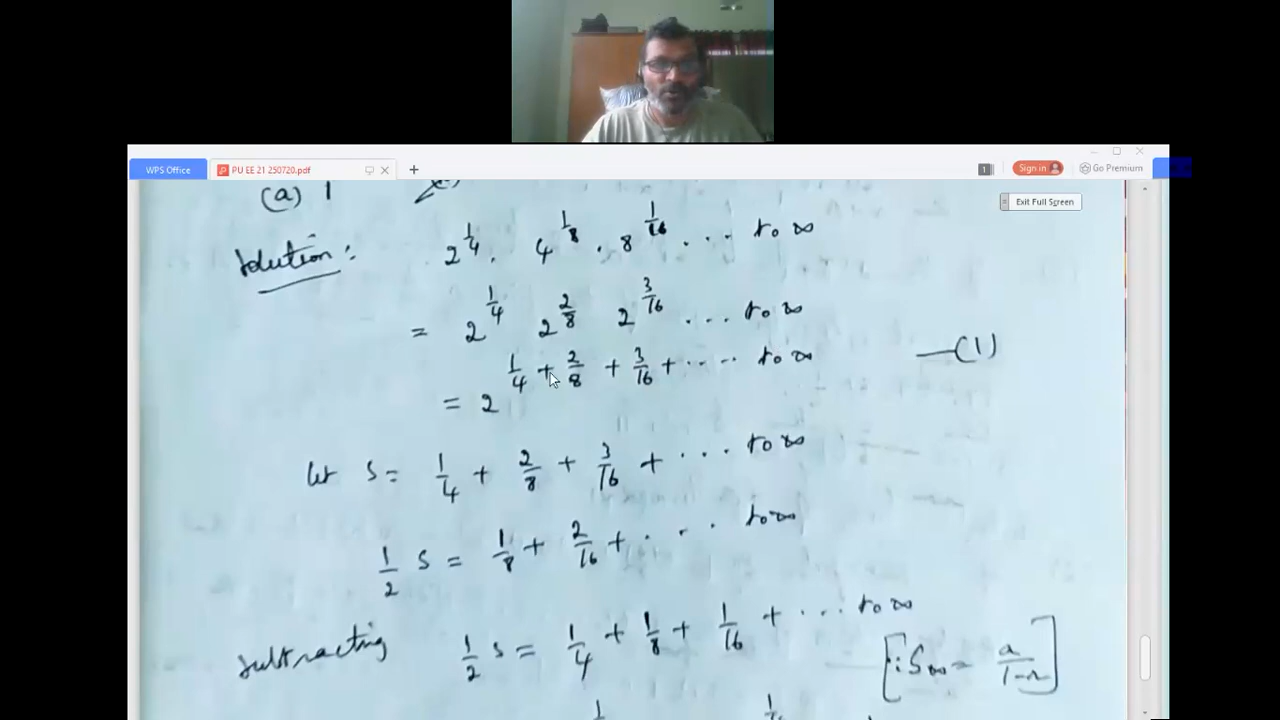 WPS Office PU EE 21 250720.pdf 1 Sign in Go Premium
Exit Full Screen
(a) 1
Solution : 2^(1/4) . 4^(1/8) . 8^(1/16) . . . to ∞
= 2^(1/4) 2^(2/8) 2^(3/16) . . . to ∞
= 2^(1/4 + 2/8 + 3/16 + . . . . to ∞) —(1)
let S = 1/4 + 2/8 + 3/16 + . . . to ∞
1/2 S = 1/8 + 2/16 + . . . to ∞
Subtracting 1/2 S = 1/4 + 1/8 + 1/16 + . . . to ∞ [∵ S∞ = a/1-r]